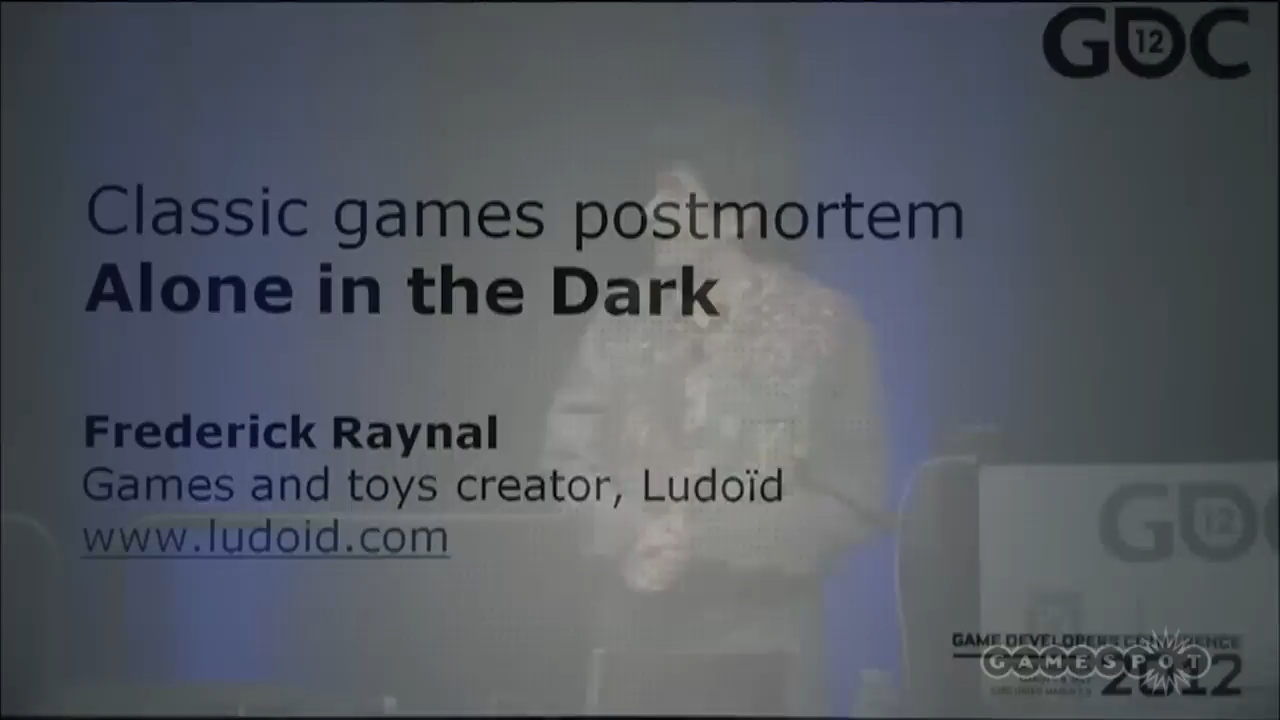 GDC
12
Classic games postmortem
Alone in the Dark
Frederick Raynal
Games and toys creator, Ludoïd
www.ludoid.com
GDC
12
GAME DEVELOPERS CONFERENCE
GAMESPOT
2012